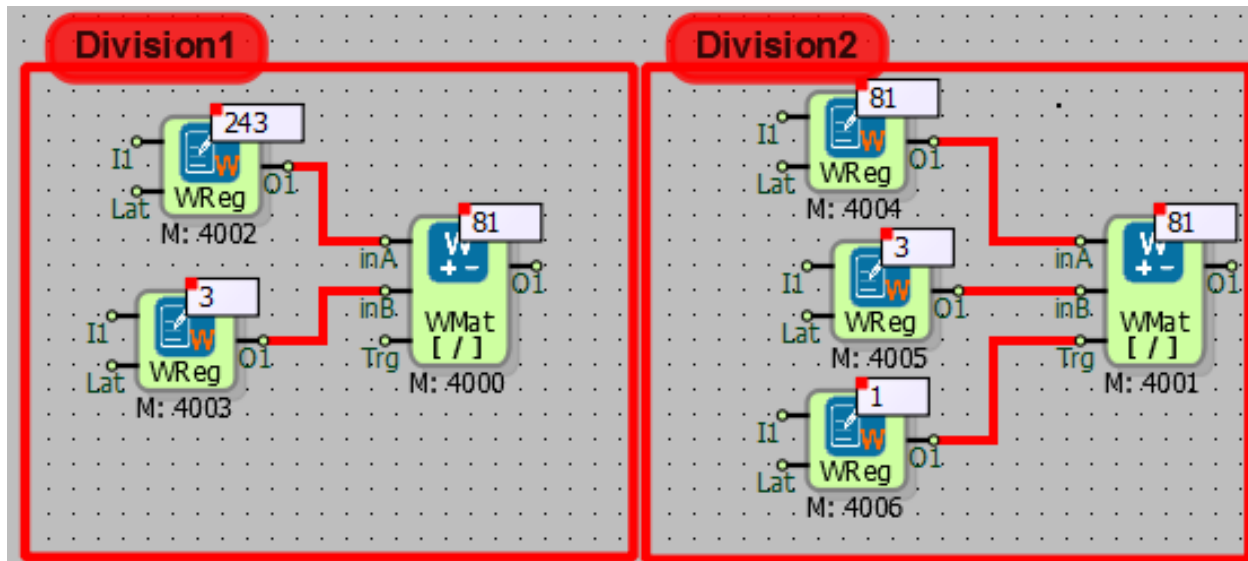 Division1
243
I1
O1
Lat
WReg
M: 4002
3
I1
O1
Lat
WReg
M: 4003
81
inA
O1
inB
WMat
Trg
[ / ]
M: 4000
Division2
81
I1
O1
Lat
WReg
M: 4004
3
I1
O1
Lat
WReg
M: 4005
1
I1
O1
Lat
WReg
M: 4006
81
inA
O1
inB
WMat
Trg
[ / ]
M: 4001